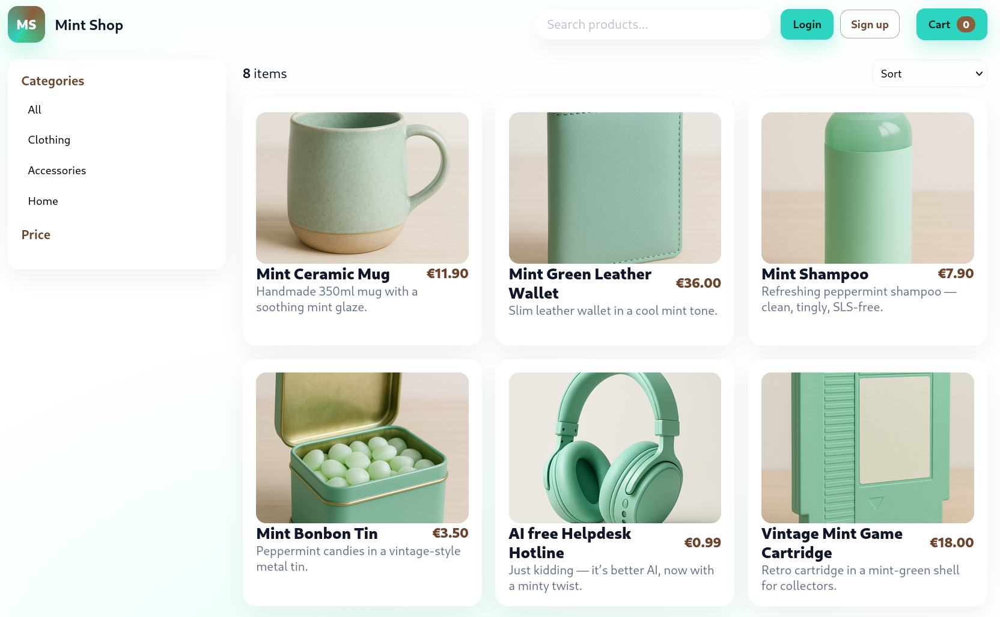 MS
Mint Shop
Search products...
Login
Sign up
Cart 0
Categories
All
Clothing
Accessories
Home
Price
8 items
Sort
Mint Ceramic Mug
€11.90
Handmade 350ml mug with a
soothing mint glaze.
Mint Green Leather
Wallet
€36.00
Slim leather wallet in a cool mint tone.
Mint Shampoo
€7.90
Refreshing peppermint shampoo —
clean, tingly, SLS-free.
Mint Bonbon Tin
€3.50
Peppermint candies in a vintage-style
metal tin.
AI free Helpdesk
Hotline
€0.99
Just kidding — it’s better AI, now with
a minty twist.
Vintage Mint Game
Cartridge
€18.00
Retro cartridge in a mint-green shell
for collectors.